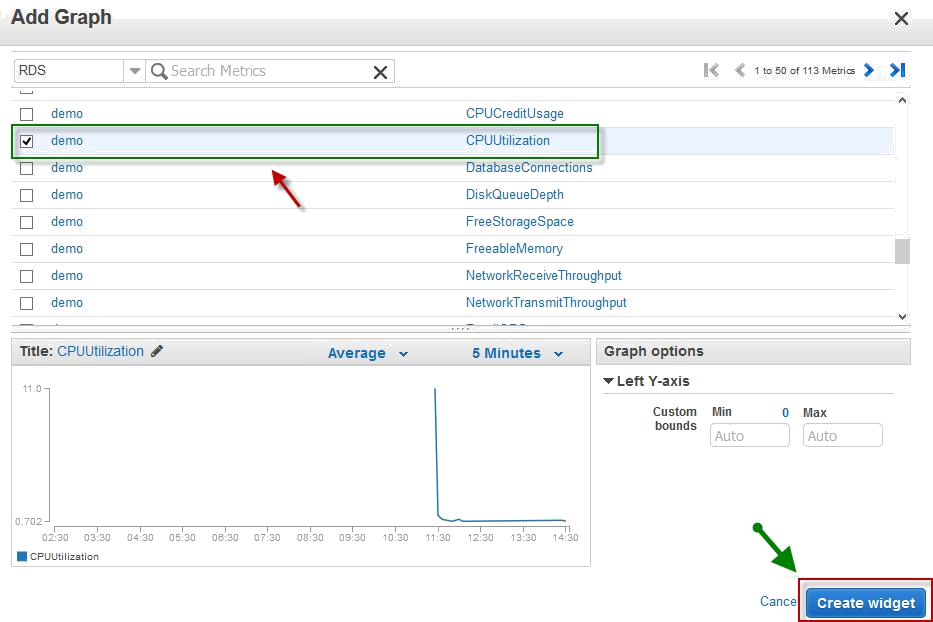 Add Graph
RDS Search Metrics 1 to 50 of 113 Metrics
demo CPUCreditUsage
demo CPUUtilization
demo DatabaseConnections
demo DiskQueueDepth
demo FreeStorageSpace
demo FreeableMemory
demo NetworkReceiveThroughput
demo NetworkTransmitThroughput
Title: CPUUtilization Average 5 Minutes
Graph options
Left Y-axis
Custom bounds Min 0 Max
Auto Auto
11.0
0.702
02:30 03:30 04:30 05:30 06:30 07:30 08:30 09:30 10:30 11:30 12:30 13:30 14:30
CPUUtilization
Cance Create widget